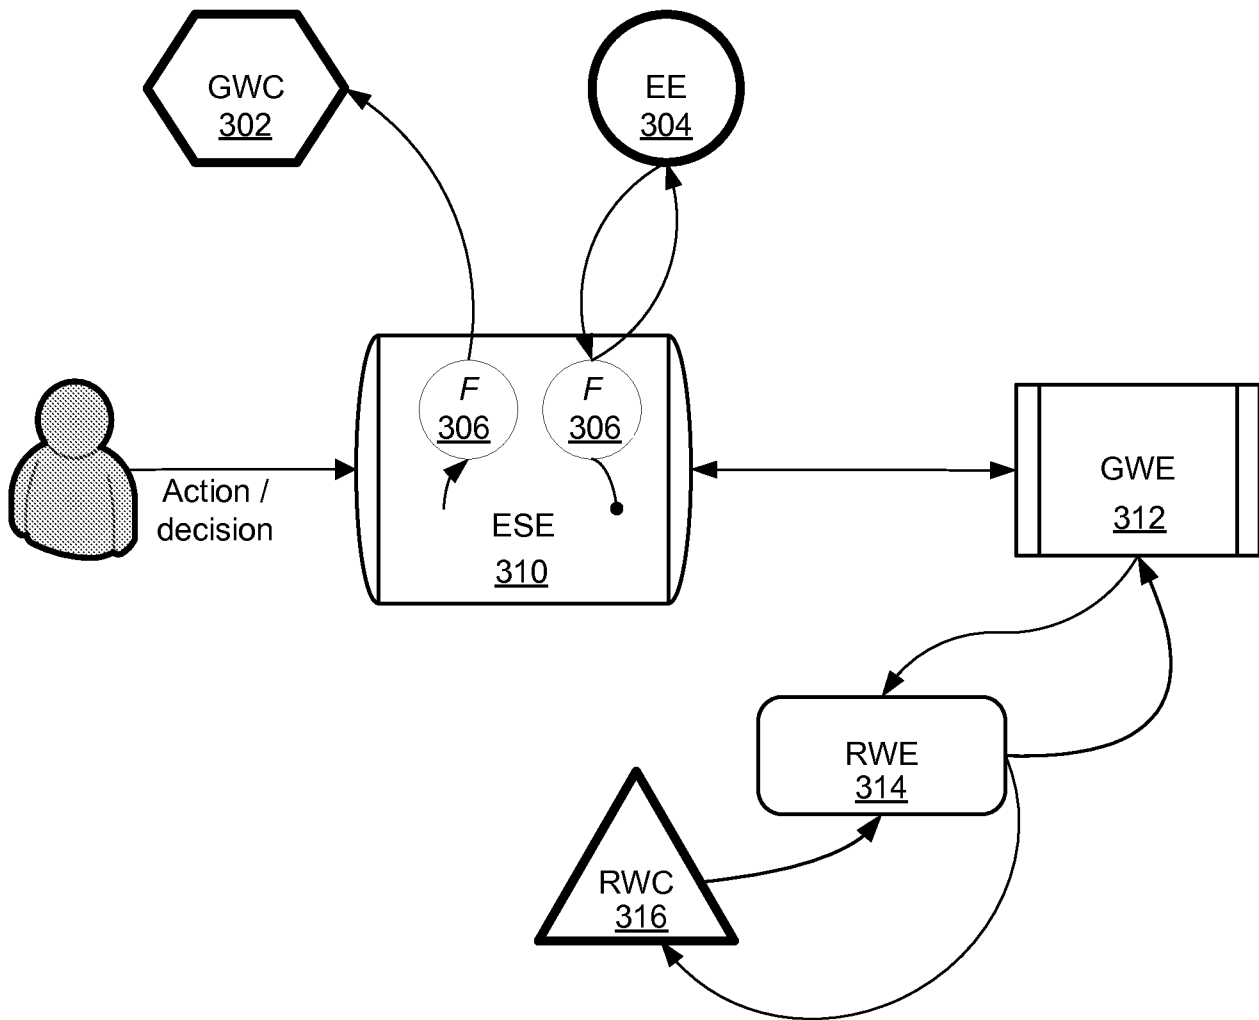 GWC
302
EE
304
F
306
F
306
Action /
decision
ESE
310
GWE
312
RWE
314
RWC
316